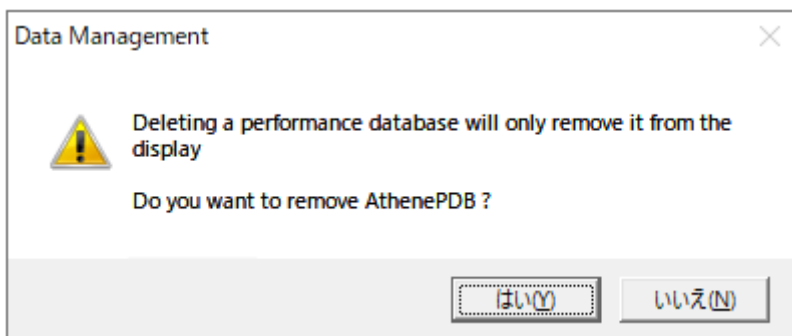 Data Management
Deleting a performance database will only remove it from the
display
Do you want to remove AthenePDB ?
はい(Y)
いいえ(N)